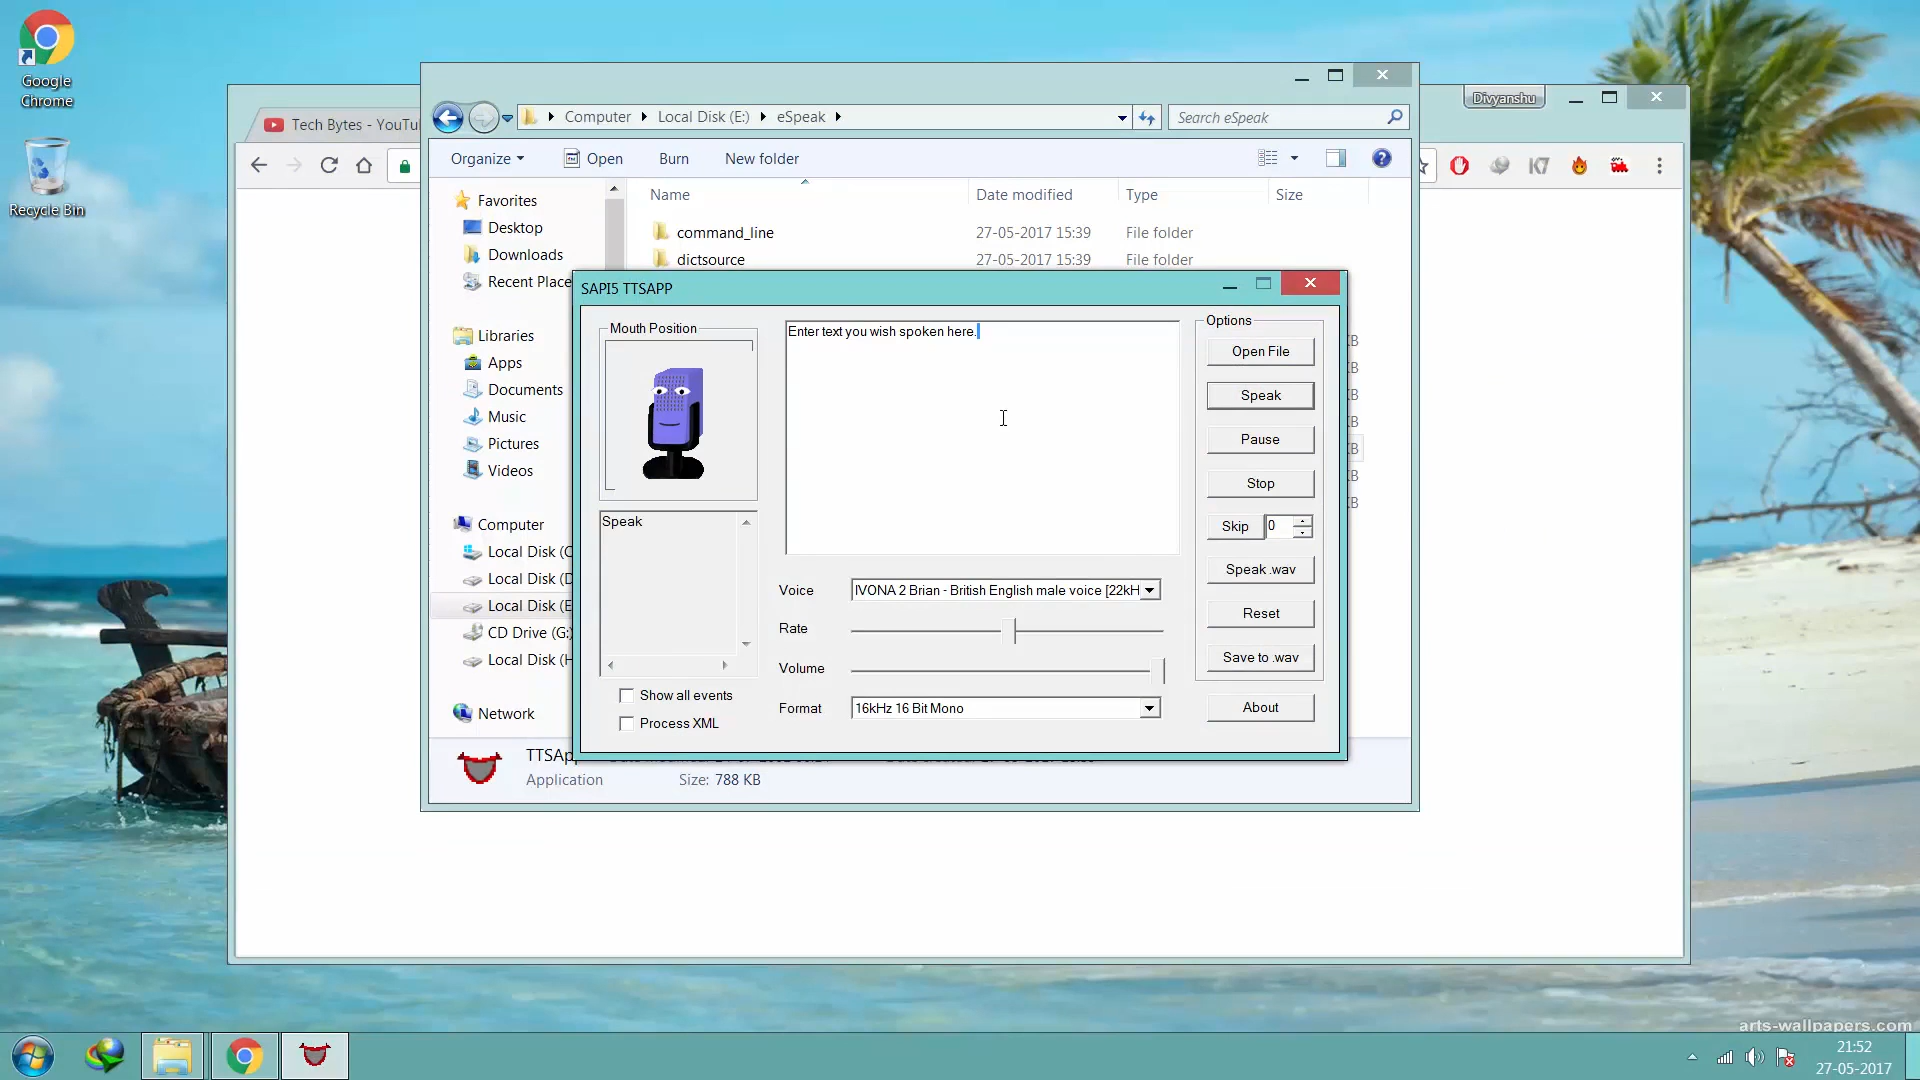 Google
Chrome
Recycle Bin
Tech Bytes - YouTu
Divyanshu
Computer
Local Disk (E:)
eSpeak
Search eSpeak
Organize
Open
Burn
New folder
Name
Date modified
Type
Size
Favorites
Desktop
Downloads
Recent Place
Libraries
Apps
Documents
Music
Pictures
Videos
Computer
Local Disk (C
Local Disk (D
Local Disk (E
CD Drive (G:)
Local Disk (H
Network
command_line
27-05-2017 15:39
File folder
dictsource
27-05-2017 15:39
File folder
SAPI5 TTSAPP
Mouth Position
Enter text you wish spoken here.
Options
Open File
Speak
Pause
Stop
Skip
0
Speak .wav
Reset
Save to .wav
About
Speak
Show all events
Process XML
Voice
IVONA 2 Brian - British English male voice [22kH
Rate
Volume
Format
16kHz 16 Bit Mono
TTSAp
Application
Size: 788 KB
K7
arts-wallpapers.com
21:52
27-05-2017